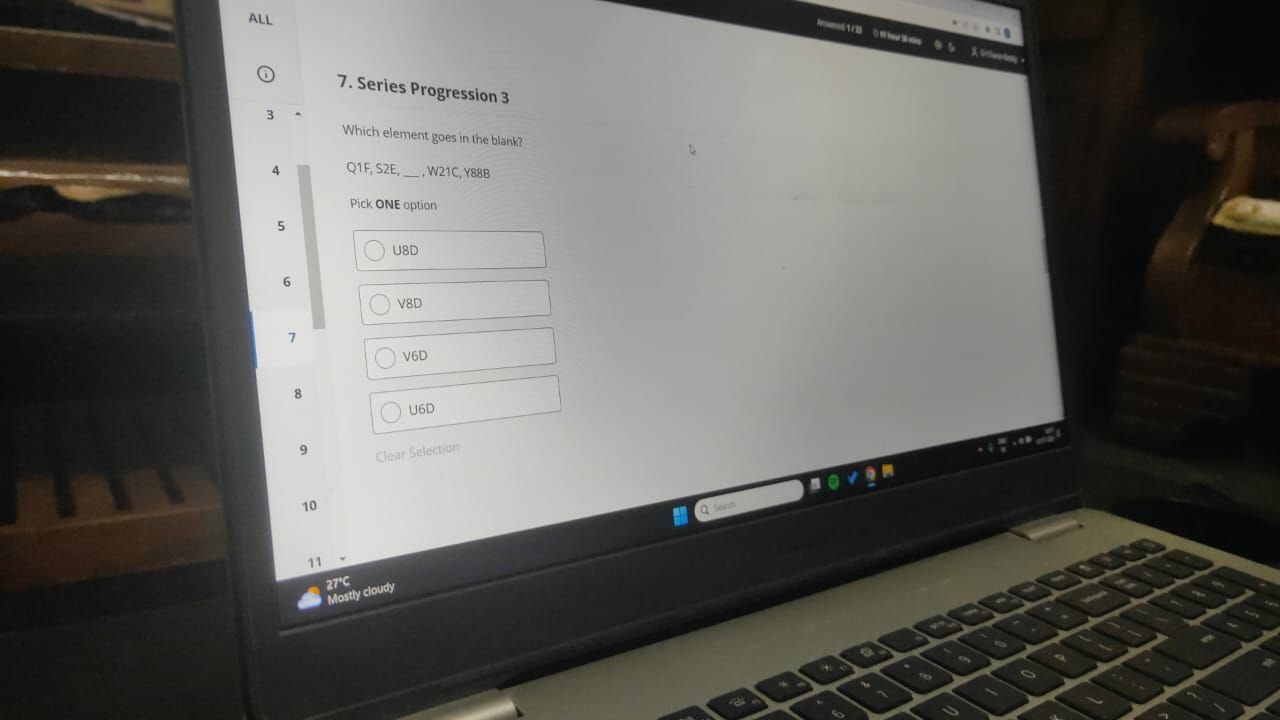 ALL
Answered: 1 / 22
01 hour
7. Series Progression 3
3
Which element goes in the blank?
4
Q1F, S2E, __ , W21C, Y88B
Pick ONE option
5
U8D
6
V8D
7
V6D
8
U6D
9
Clear Selection
10
11
Search
27°C
Mostly cloudy